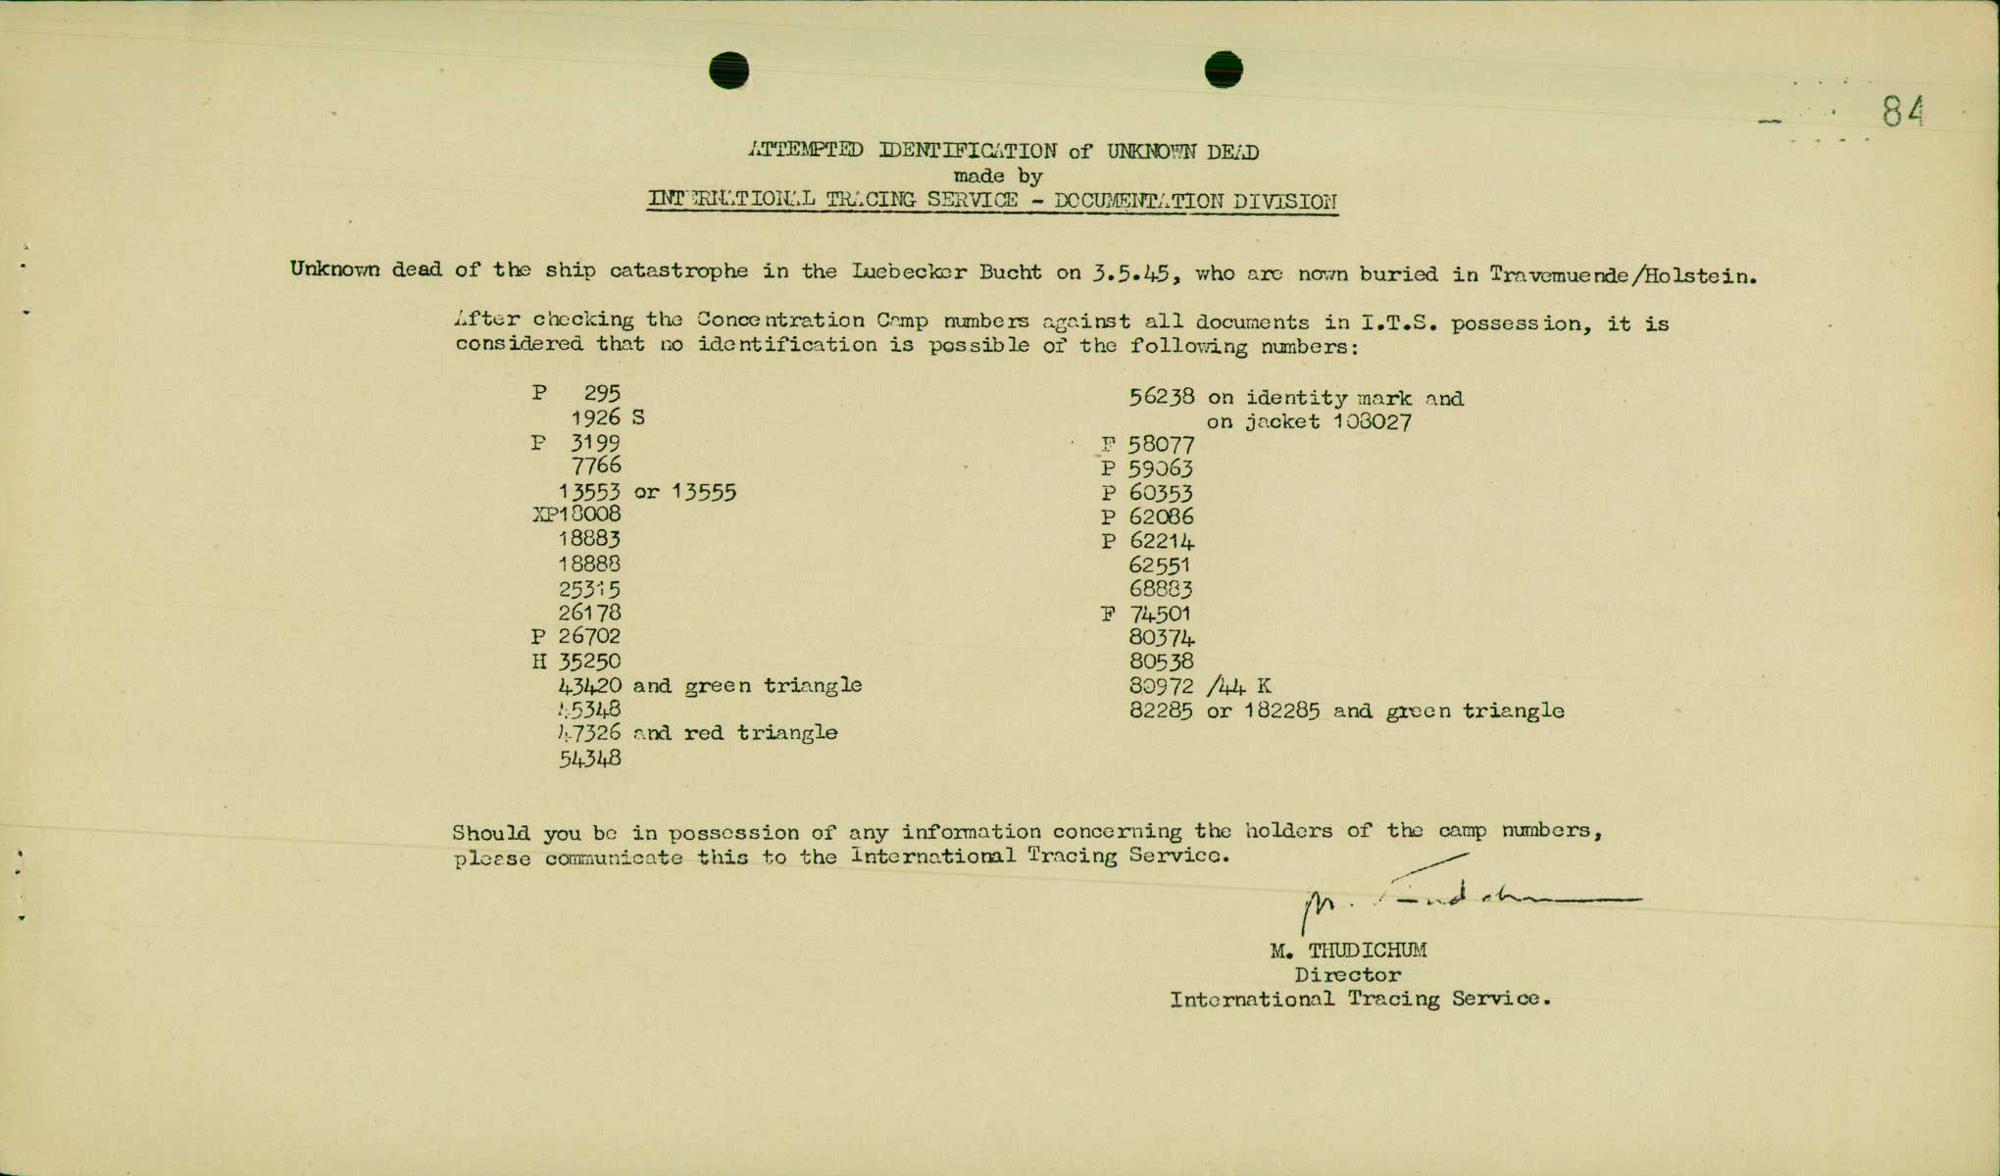 84
ATTEMPTED IDENTIFICATION of UNKNOWN DEAD
made by
INTERNATIONAL TRACING SERVICE - DOCUMENTATION DIVISION
Unknown dead of the ship catastrophe in the Luebecker Bucht on 3.5.45, who are nown buried in Travemuende/Holstein.
After checking the Concentration Camp numbers against all documents in I.T.S. possession, it is
considered that no identification is possible of the following numbers:
P 295
1926 S
P 3199
7766
13553 or 13555
XP18008
18883
18888
25315
26178
P 26702
H 35250
43420 and green triangle
45348
47326 and red triangle
54348
56238 on identity mark and
on jacket 108027
F 58077
P 59063
P 60353
P 62086
P 62214
62551
68883
F 74501
80374
80538
80972 /44 K
82285 or 182285 and green triangle
Should you be in possession of any information concerning the holders of the camp numbers,
please communicate this to the International Tracing Service.
M. Thudichum
M. THUDICHUM
Director
International Tracing Service.